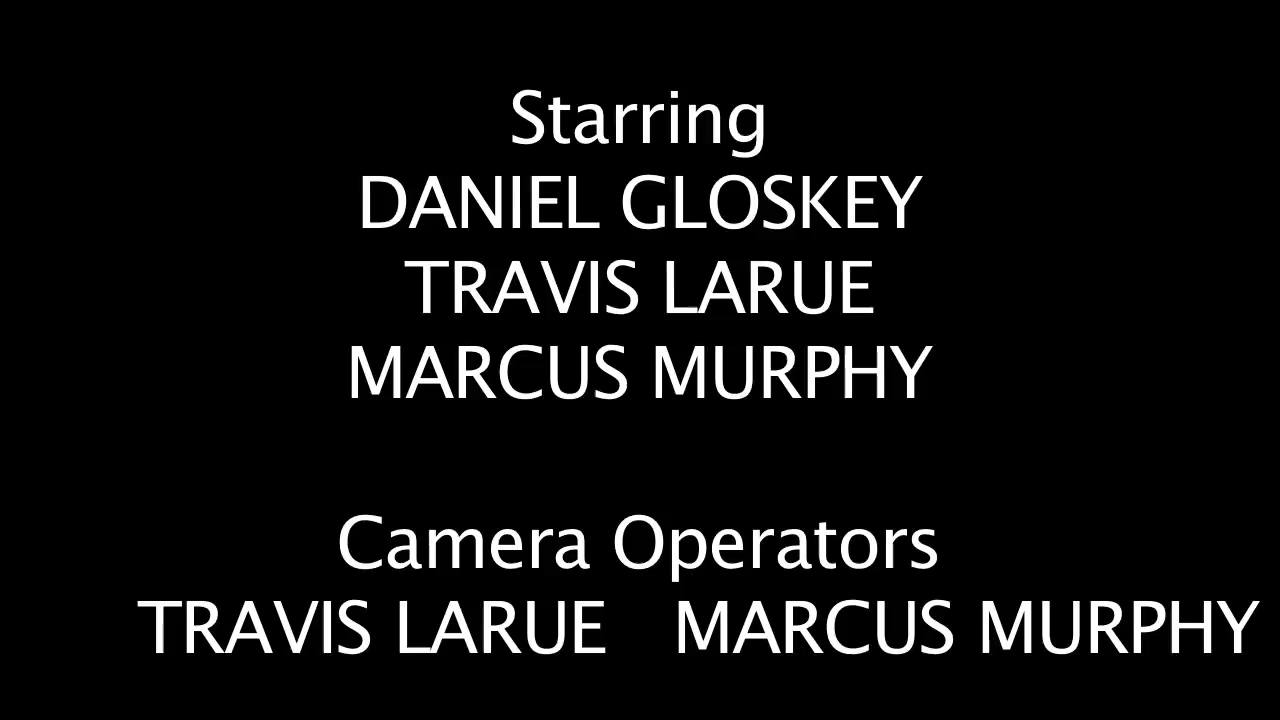 Starring
DANIEL GLOSKEY
TRAVIS LARUE
MARCUS MURPHY
Camera Operators
TRAVIS LARUE MARCUS MURPHY